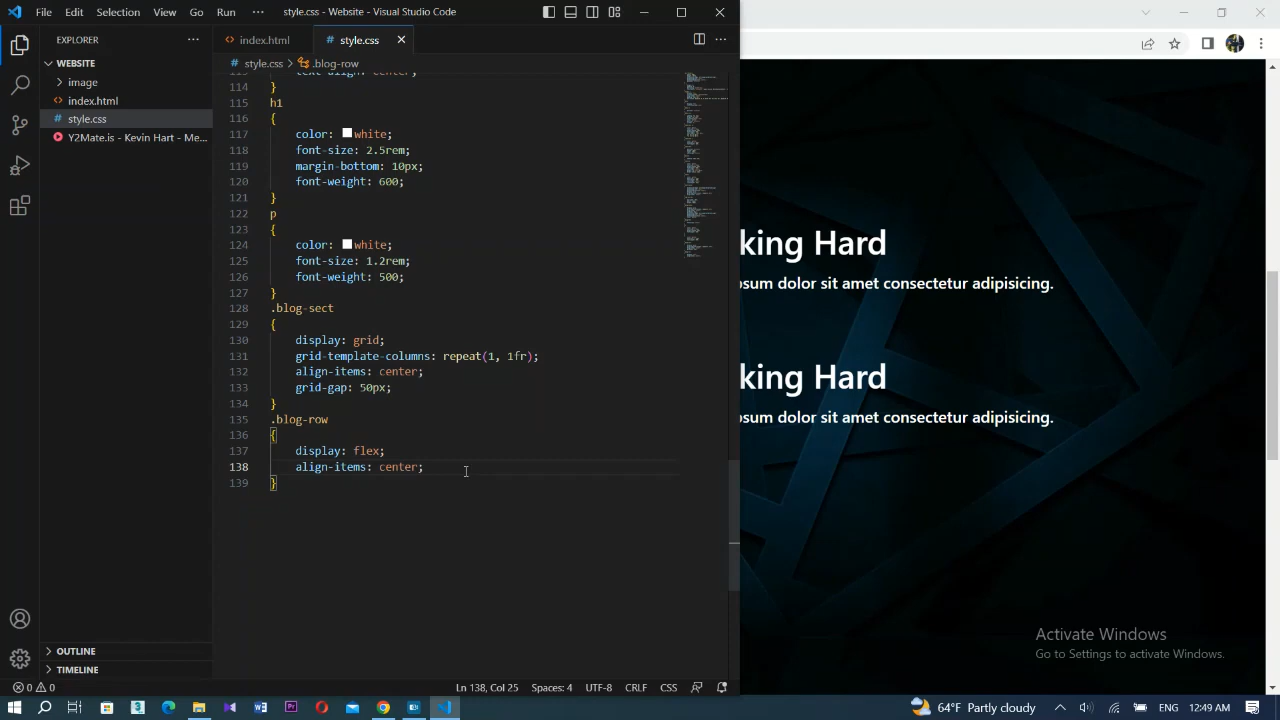 File Edit Selection View Go Run ··· style.css - Website - Visual Studio Code
EXPLORER ···
WEBSITE
image
index.html
style.css
Y2Mate.is - Kevin Hart - Me...
OUTLINE
TIMELINE
index.html
# style.css
style.css > .blog-row
text-align: center;
114 }
115 h1
116 {
117 color: white;
118 font-size: 2.5rem;
119 margin-bottom: 10px;
120 font-weight: 600;
121 }
122 p
123 {
124 color: white;
125 font-size: 1.2rem;
126 font-weight: 500;
127 }
128 .blog-sect
129 {
130 display: grid;
131 grid-template-columns: repeat(1, 1fr);
132 align-items: center;
133 grid-gap: 50px;
134 }
135 .blog-row
136 {
137 display: flex;
138 align-items: center;
139 }
king Hard
sum dolor sit amet consectetur adipisicing.
king Hard
sum dolor sit amet consectetur adipisicing.
Activate Windows
Go to Settings to activate Windows.
0 0 Ln 138, Col 25 Spaces: 4 UTF-8 CRLF CSS
64°F Partly cloudy ENG 12:49 AM